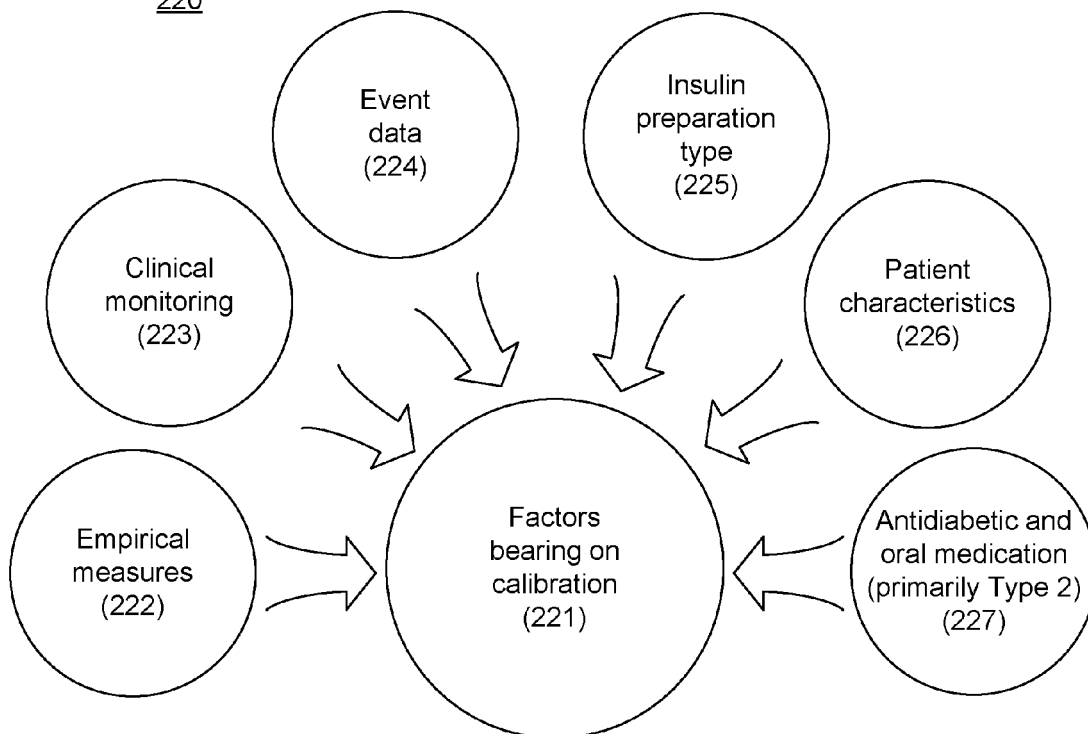 220
Event
data
(224)
Insulin
preparation
type
(225)
Clinical
monitoring
(223)
Patient
characteristics
(226)
Empirical
measures
(222)
Factors
bearing on
calibration
(221)
Antidiabetic and
oral medication
(primarily Type 2)
(227)